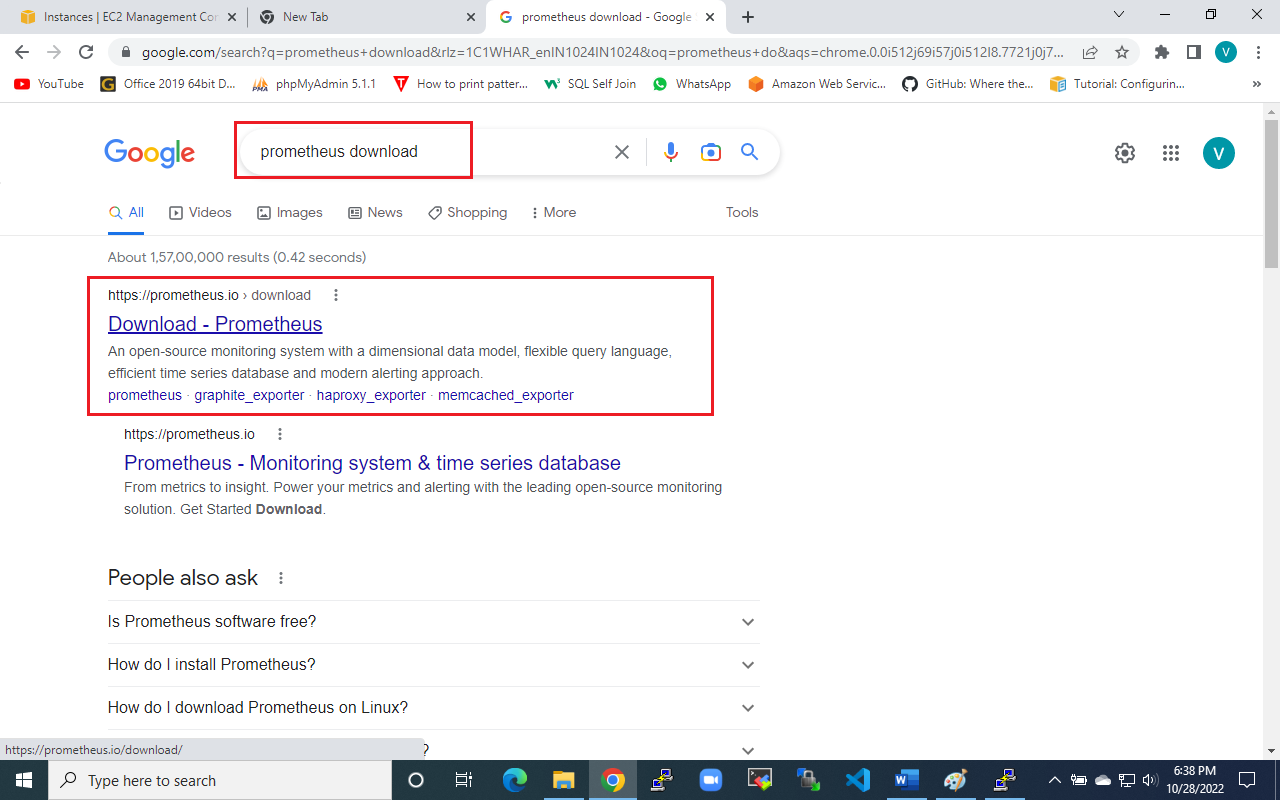 Instances | EC2 Management Con
New Tab
prometheus download - Google
google.com/search?q=prometheus+download&rlz=1C1WHAR_enIN1024IN1024&oq=prometheus+do&aqs=chrome.0.0i512j69i57j0i512l8.7721j0j7...
V
YouTube
Office 2019 64bit D...
phpMyAdmin 5.1.1
How to print patter...
SQL Self Join
WhatsApp
Amazon Web Servic...
GitHub: Where the...
Tutorial: Configurin...
»
Google
prometheus download
V
All
Videos
Images
News
Shopping
More
Tools
About 1,57,00,000 results (0.42 seconds)
https://prometheus.io › download
Download - Prometheus
An open-source monitoring system with a dimensional data model, flexible query language,
efficient time series database and modern alerting approach.
prometheus · graphite_exporter · haproxy_exporter · memcached_exporter
https://prometheus.io
Prometheus - Monitoring system & time series database
From metrics to insight. Power your metrics and alerting with the leading open-source monitoring
solution. Get Started Download.
People also ask
Is Prometheus software free?
How do I install Prometheus?
How do I download Prometheus on Linux?
?
https://prometheus.io/download/
Type here to search
6:38 PM
10/28/2022